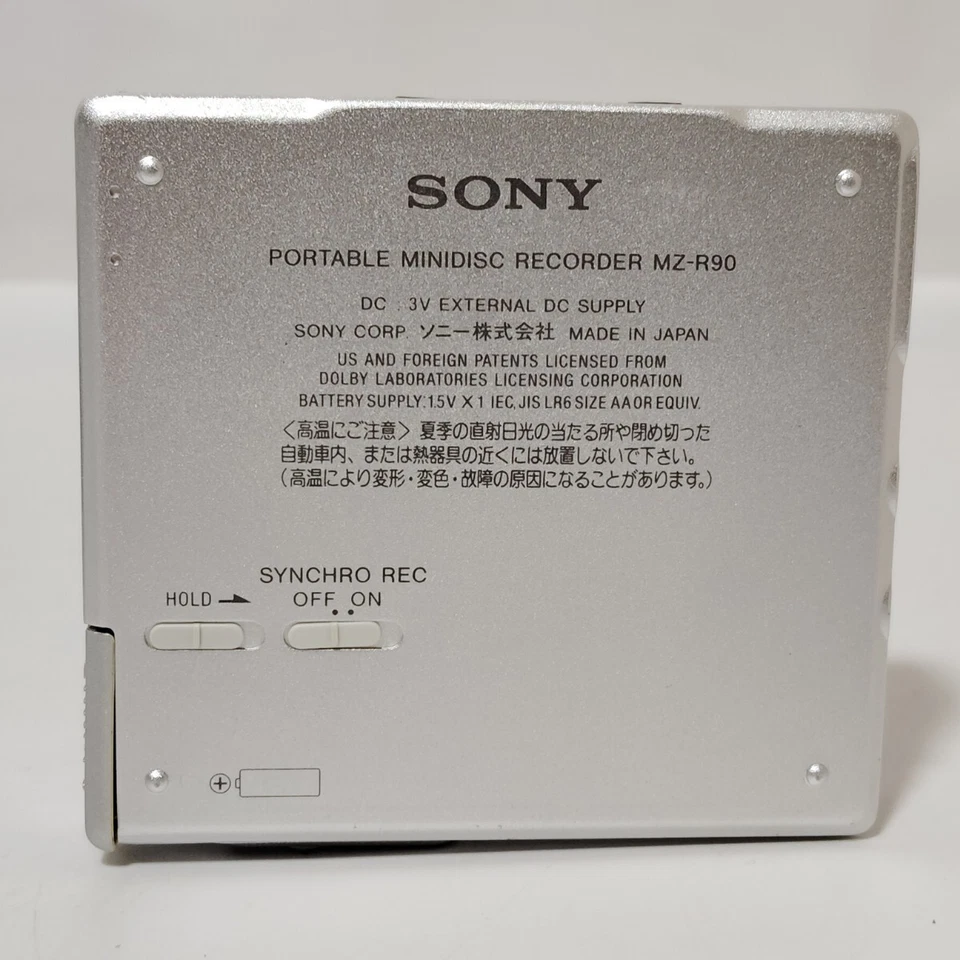 SONY
PORTABLE MINIDISC RECORDER MZ-R90
DC : 3V EXTERNAL DC SUPPLY
SONY CORP. ソニー株式会社 MADE IN JAPAN
US AND FOREIGN PATENTS LICENSED FROM
DOLBY LABORATORIES LICENSING CORPORATION
BATTERY SUPPLY:1.5V X 1 IEC, JIS LR6 SIZE AA OR EQUIV.
〈高温にご注意〉夏季の直射日光の当たる所や閉め切った
自動車内、または熱器具の近くには放置しないで下さい。
(高温により変形・変色・故障の原因になることがあります。)
SYNCHRO REC
HOLD OFF ON